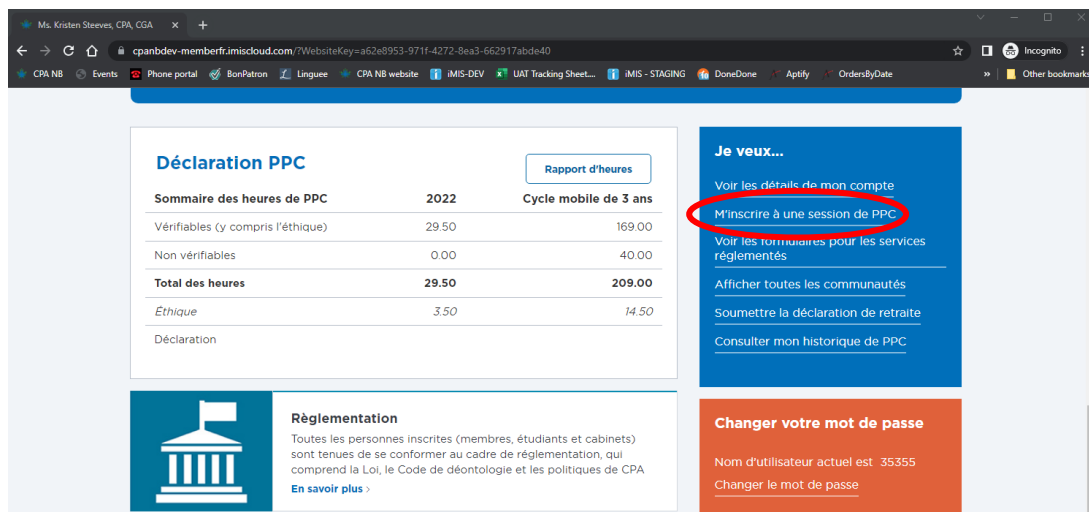 Ms. Kristen Steeves, CPA, CGA
cpanbdev-memberfr.imiscloud.com/?WebsiteKey=a62e8953-971f-4272-8ea3-662917abde40
Incognito
CPA NB Events Phone portal BonPatron Linguee CPA NB website iMIS-DEV UAT Tracking Sheet.... iMIS - STAGING DoneDone Aptify OrdersByDate » Other bookmarks
Déclaration PPC
Rapport d'heures
Sommaire des heures de PPC 2022 Cycle mobile de 3 ans
Vérifiables (y compris l'éthique) 29.50 169.00
Non vérifiables 0.00 40.00
Total des heures 29.50 209.00
Éthique 3.50 14.50
Déclaration
Je veux...
Voir les détails de mon compte
M'inscrire à une session de PPC
Voir les formulaires pour les services
réglementés
Afficher toutes les communautés
Soumettre la déclaration de retraite
Consulter mon historique de PPC
Règlementation
Toutes les personnes inscrites (membres, étudiants et cabinets)
sont tenues de se conformer au cadre de réglementation, qui
comprend la Loi, le Code de déontologie et les politiques de CPA
En savoir plus ›
Changer votre mot de passe
Nom d'utilisateur actuel est 35355
Changer le mot de passe